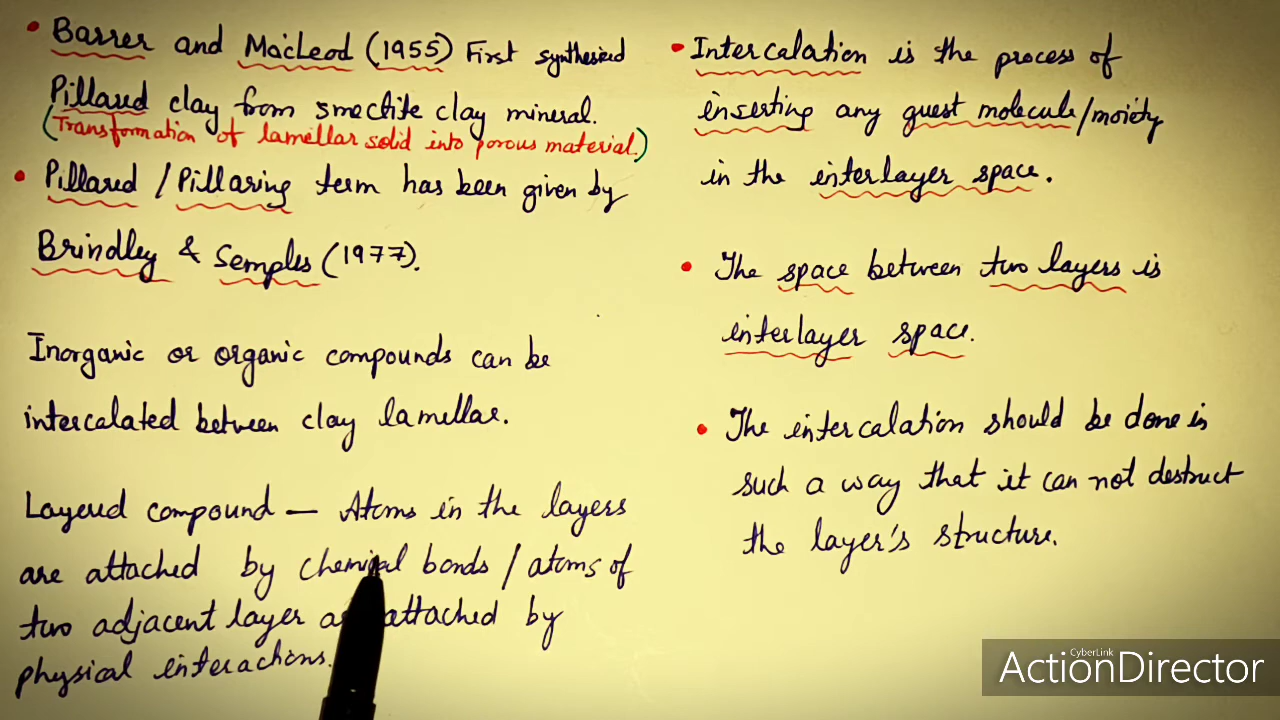 • Barrer and MacLeod (1955) First synthesized
Pillared clay from smectite clay mineral.
(Transformation of lamellar solid into porous material.)
• Pillared / Pillaring term has been given by
Brindley & Semples (1977).
Inorganic or organic compounds can be
intercalated between clay lamellar.
Layered compound — Atoms in the layers
are attached by chemical bonds / atoms of
two adjacent layer attached by
physical interactions.
• Intercalation is the process of
inserting any guest molecule/moiety
in the interlayer space.
• The space between two layers is
interlayer space.
• The intercalation should be done in
such a way that it can not destruct
the layer's structure.
CyberLink
ActionDirector